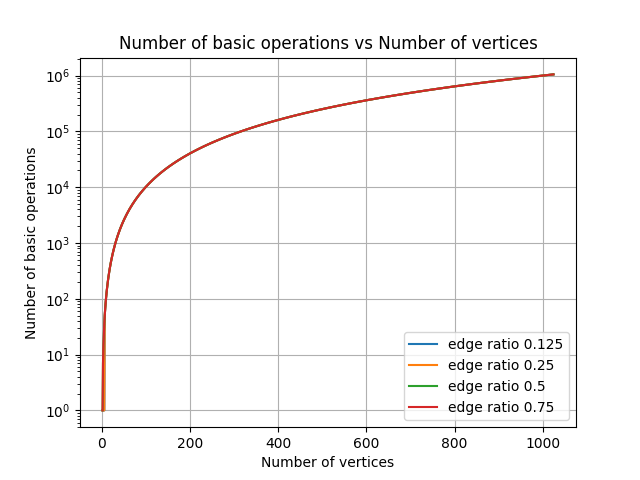 Number of basic operations vs Number of vertices
Number of basic operations
10^6
10^5
10^4
10^3
10^2
10^1
10^0
edge ratio 0.125
edge ratio 0.25
edge ratio 0.5
edge ratio 0.75
0 200 400 600 800 1000
Number of vertices